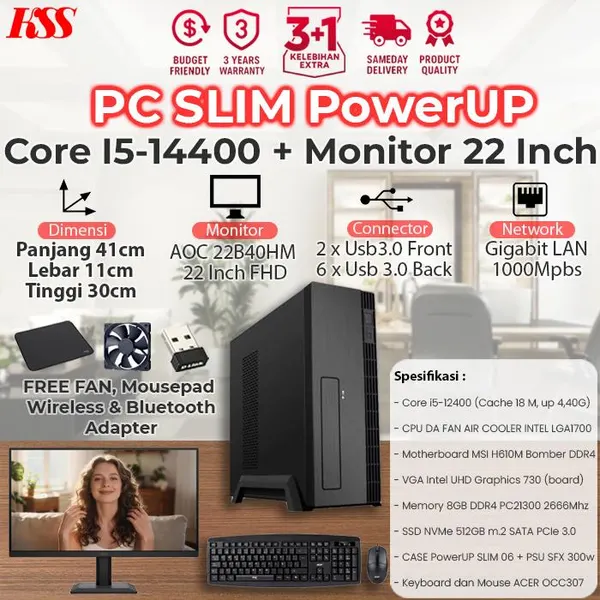 KSS
BUDGET
FRIENDLY
3
3 YEARS
WARRANTY
3+1
KELEBIHAN
EXTRA
SAMEDAY
DELIVERY
PRODUCT
QUALITY
PC SLIM PowerUP
Core I5-14400 + Monitor 22 Inch
Dimensi
Panjang 41cm
Lebar 11cm
Tinggi 30cm
Monitor
AOC 22B40HM
22 Inch FHD
Connector
2 x Usb3.0 Front
6 x Usb 3.0 Back
Network
Gigabit LAN
1000Mpbs
FREE FAN, Mousepad
Wireless & Bluetooth
Adapter
Spesifikasi :
- Core i5-12400 (Cache 18 M, up 4,40G)
- CPU DA FAN AIR COOLER INTEL LGA1700
- Motherboard MSI H610M Bomber DDR4
- VGA Intel UHD Graphics 730 (board)
- Memory 8GB DDR4 PC21300 2666Mhz
- SSD NVMe 512GB m.2 SATA PCIe 3.0
- CASE PowerUP SLIM 06 + PSU SFX 300w
- Keyboard dan Mouse ACER OCC307